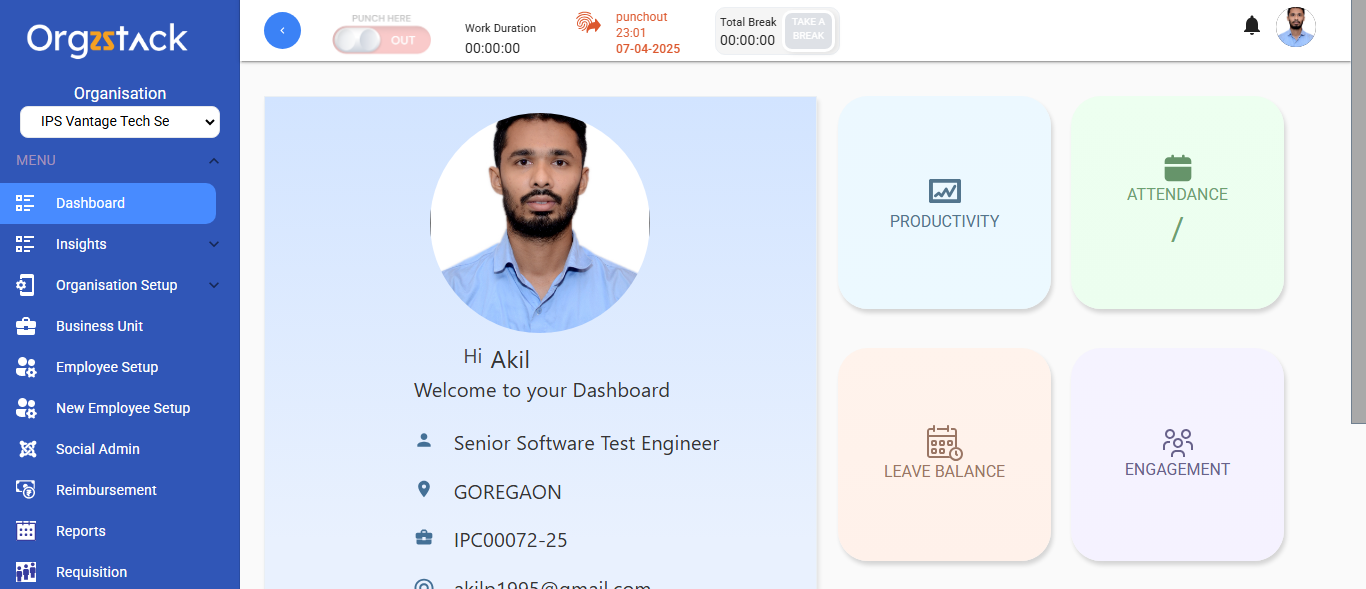 Orgzstack
Organisation
IPS Vantage Tech Se
MENU
Dashboard
Insights
Organisation Setup
Business Unit
Employee Setup
New Employee Setup
Social Admin
Reimbursement
Reports
Requisition
PUNCH HERE
OUT
Work Duration
00:00:00
punchout
23:01
07-04-2025
Total Break
00:00:00
TAKE A
BREAK
Hi Akil
Welcome to your Dashboard
Senior Software Test Engineer
GOREGAON
IPC00072-25
akilp1995@gmail.com
PRODUCTIVITY
ATTENDANCE
/
LEAVE BALANCE
ENGAGEMENT